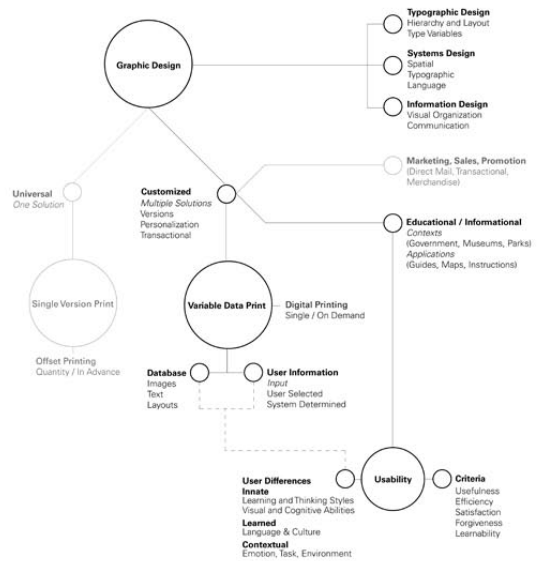 Typographic Design
Hierarchy and Layout
Type Variables
Graphic Design
Systems Design
Spatial
Typographic
Language
Information Design
Visual Organization
Communication
Marketing, Sales, Promotion
(Direct Mail, Transactional,
Merchandise)
Universal
One Solution
Customized
Multiple Solutions
Versions
Personalization
Transactional
Educational / Informational
Contexts
(Government, Museums, Parks)
Applications
(Guides, Maps, Instructions)
Single Version Print
Variable Data Print
Digital Printing
Single / On Demand
Offset Printing
Quantity / In Advance
Database
Images
Text
Layouts
User Information
Input
User Selected
System Determined
User Differences
Innate
Learning and Thinking Styles
Visual and Cognitive Abilities
Learned
Language & Culture
Contextual
Emotion, Task, Environment
Usability
Criteria
Usefulness
Efficiency
Satisfaction
Forgiveness
Learnability